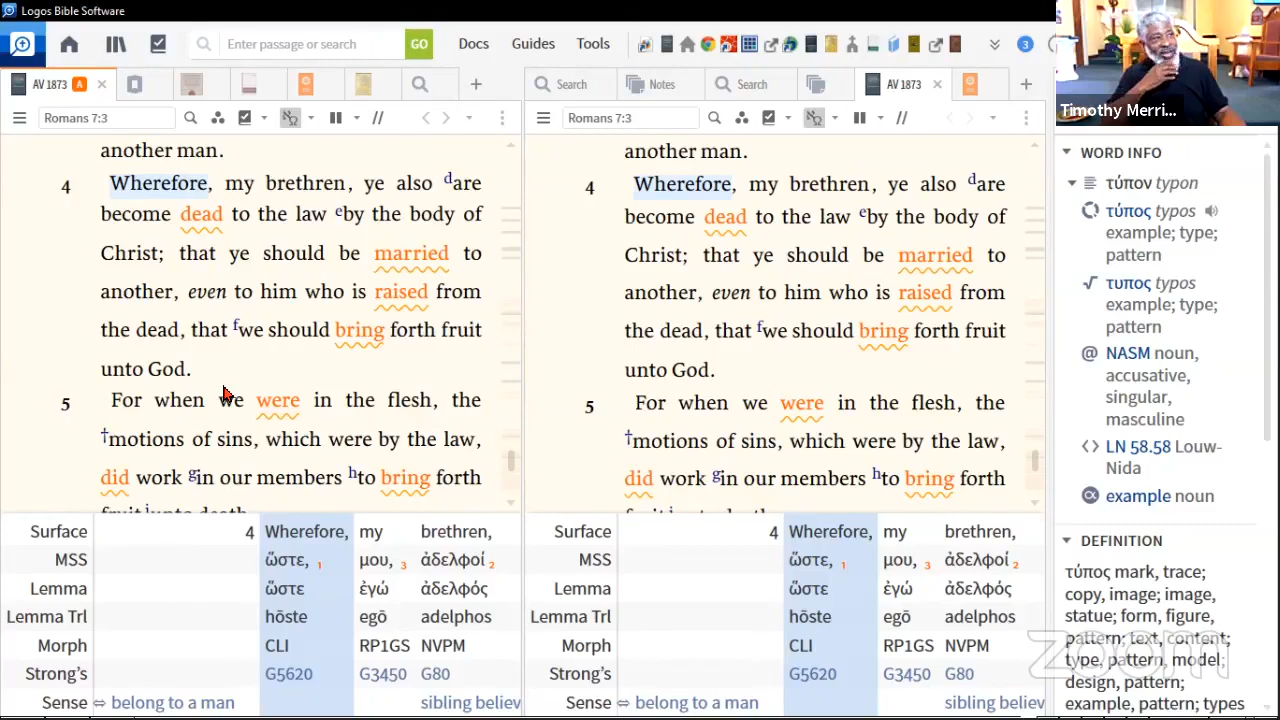 Logos Bible Software
Enter passage or search
GO
Docs
Guides
Tools
3
AV 1873 A
Search
Notes
Search
AV 1873
Romans 7:3
Romans 7:3
another man.
4 Wherefore, my brethren, ye also dare
become dead to the law eby the body of
Christ; that ye should be married to
another, even to him who is raised from
the dead, that fwe should bring forth fruit
unto God.
5 For when we were in the flesh, the
†motions of sins, which were by the law,
did work gin our members hto bring forth
another man.
4 Wherefore, my brethren, ye also dare
become dead to the law eby the body of
Christ; that ye should be married to
another, even to him who is raised from
the dead, that fwe should bring forth fruit
unto God.
5 For when we were in the flesh, the
†motions of sins, which were by the law,
did work gin our members hto bring forth
Surface 4 Wherefore, my brethren,
MSS ὥστε, 1 μου, 3 ἀδελφοί 2
Lemma ὥστε ἐγώ ἀδελφός
Lemma Trl hōste egō adelphos
Morph CLI RP1GS NVPM
Strong's G5620 G3450 G80
Sense ⇔ belong to a man sibling believ
Surface 4 Wherefore, my brethren,
MSS ὥστε, 1 μου, 3 ἀδελφοί 2
Lemma ὥστε ἐγώ ἀδελφός
Lemma Trl hōste egō adelphos
Morph CLI RP1GS NVPM
Strong's G5620 G3450 G80
Sense ⇔ belong to a man sibling believ
Timothy Merri...
WORD INFO
τύπον typon
τύπος typos
example; type;
pattern
τυπος typos
example; type;
pattern
@ NASM noun,
accusative,
singular,
masculine
<> LN 58.58 Louw-
Nida
example noun
DEFINITION
τύπος mark, trace;
copy, image; image,
statue; form, figure,
pattern; text, content;
type, pattern, model;
design, pattern;
example, pattern; types
zoom